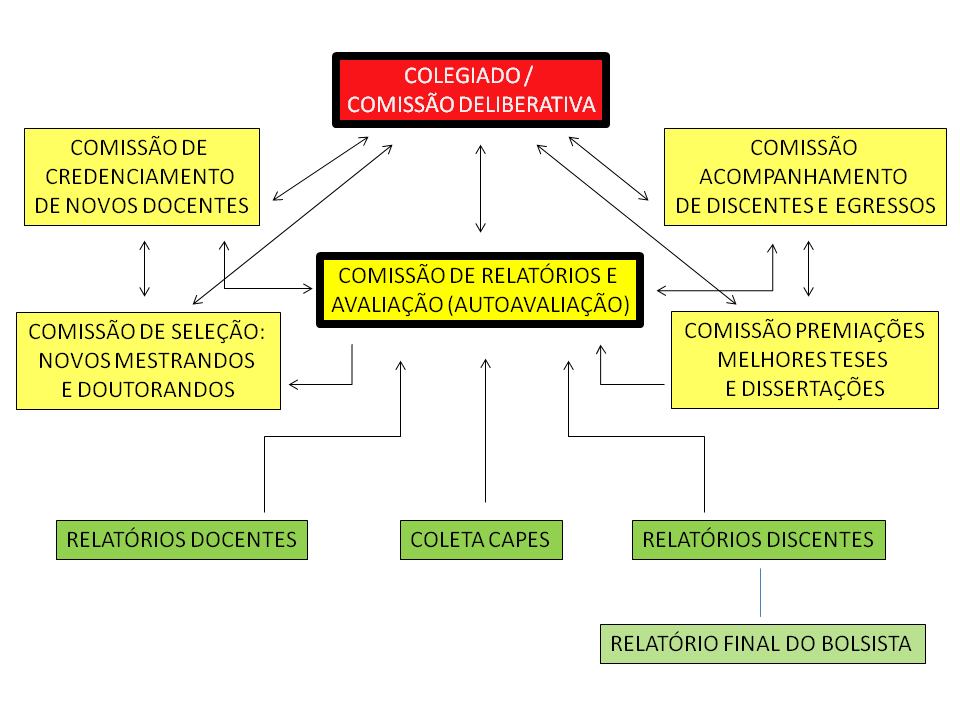 COLEGIADO /
COMISSÃO DELIBERATIVA
COMISSÃO DE
CREDENCIAMENTO
DE NOVOS DOCENTES
COMISSÃO
ACOMPANHAMENTO
DE DISCENTES E EGRESSOS
COMISSÃO DE RELATÓRIOS E
AVALIAÇÃO (AUTOAVALIAÇÃO)
COMISSÃO DE SELEÇÃO:
NOVOS MESTRANDOS
E DOUTORANDOS
COMISSÃO PREMIAÇÕES
MELHORES TESES
E DISSERTAÇÕES
RELATÓRIOS DOCENTES
COLETA CAPES
RELATÓRIOS DISCENTES
RELATÓRIO FINAL DO BOLSISTA